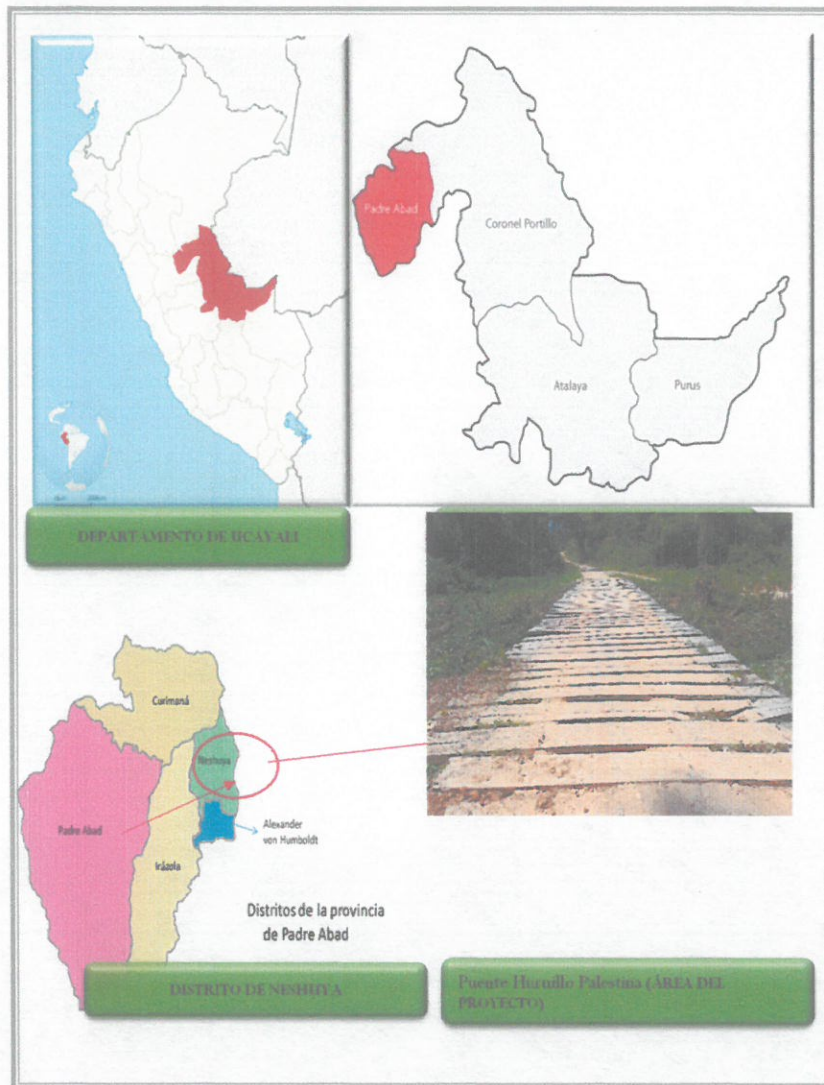 Padre Abad
Coronel Portillo
Atalaya
Purus
DEPARTAMENTO DE UCAYALI
Curimaná
Neshuya
Padre Abad
Irázola
Alexander
von Humboldt
Distritos de la provincia
de Padre Abad
DISTRITO DE NESHUYA
Puente Humillo Palestina (ÁREA DEL
PROYECTO)